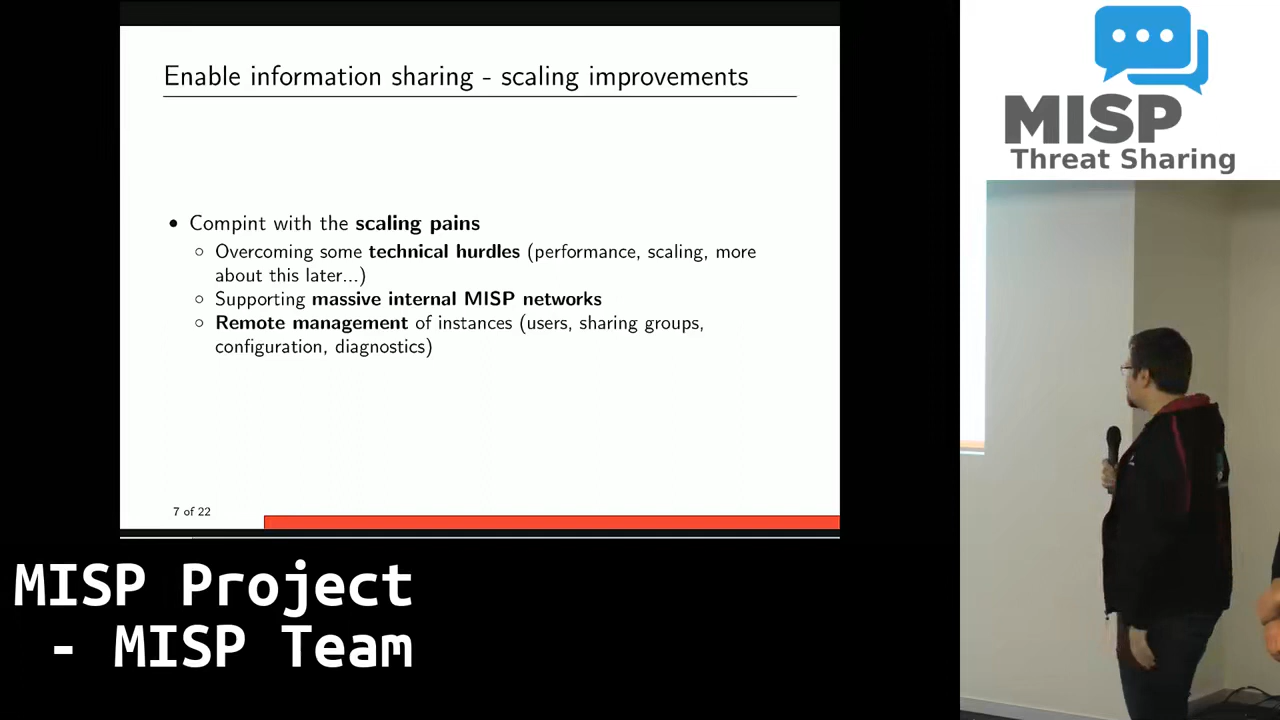 Enable information sharing - scaling improvements
• Compint with the scaling pains
○ Overcoming some technical hurdles (performance, scaling, more
about this later...)
○ Supporting massive internal MISP networks
○ Remote management of instances (users, sharing groups,
configuration, diagnostics)
7 of 22
MISP Project
- MISP Team
MISP
Threat Sharing